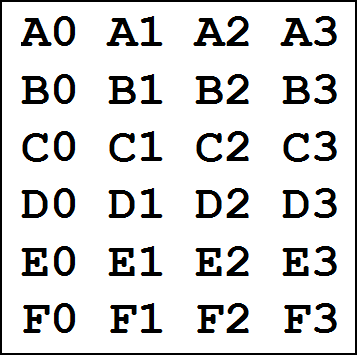 A0 A1 A2 A3
B0 B1 B2 B3
C0 C1 C2 C3
D0 D1 D2 D3
E0 E1 E2 E3
F0 F1 F2 F3